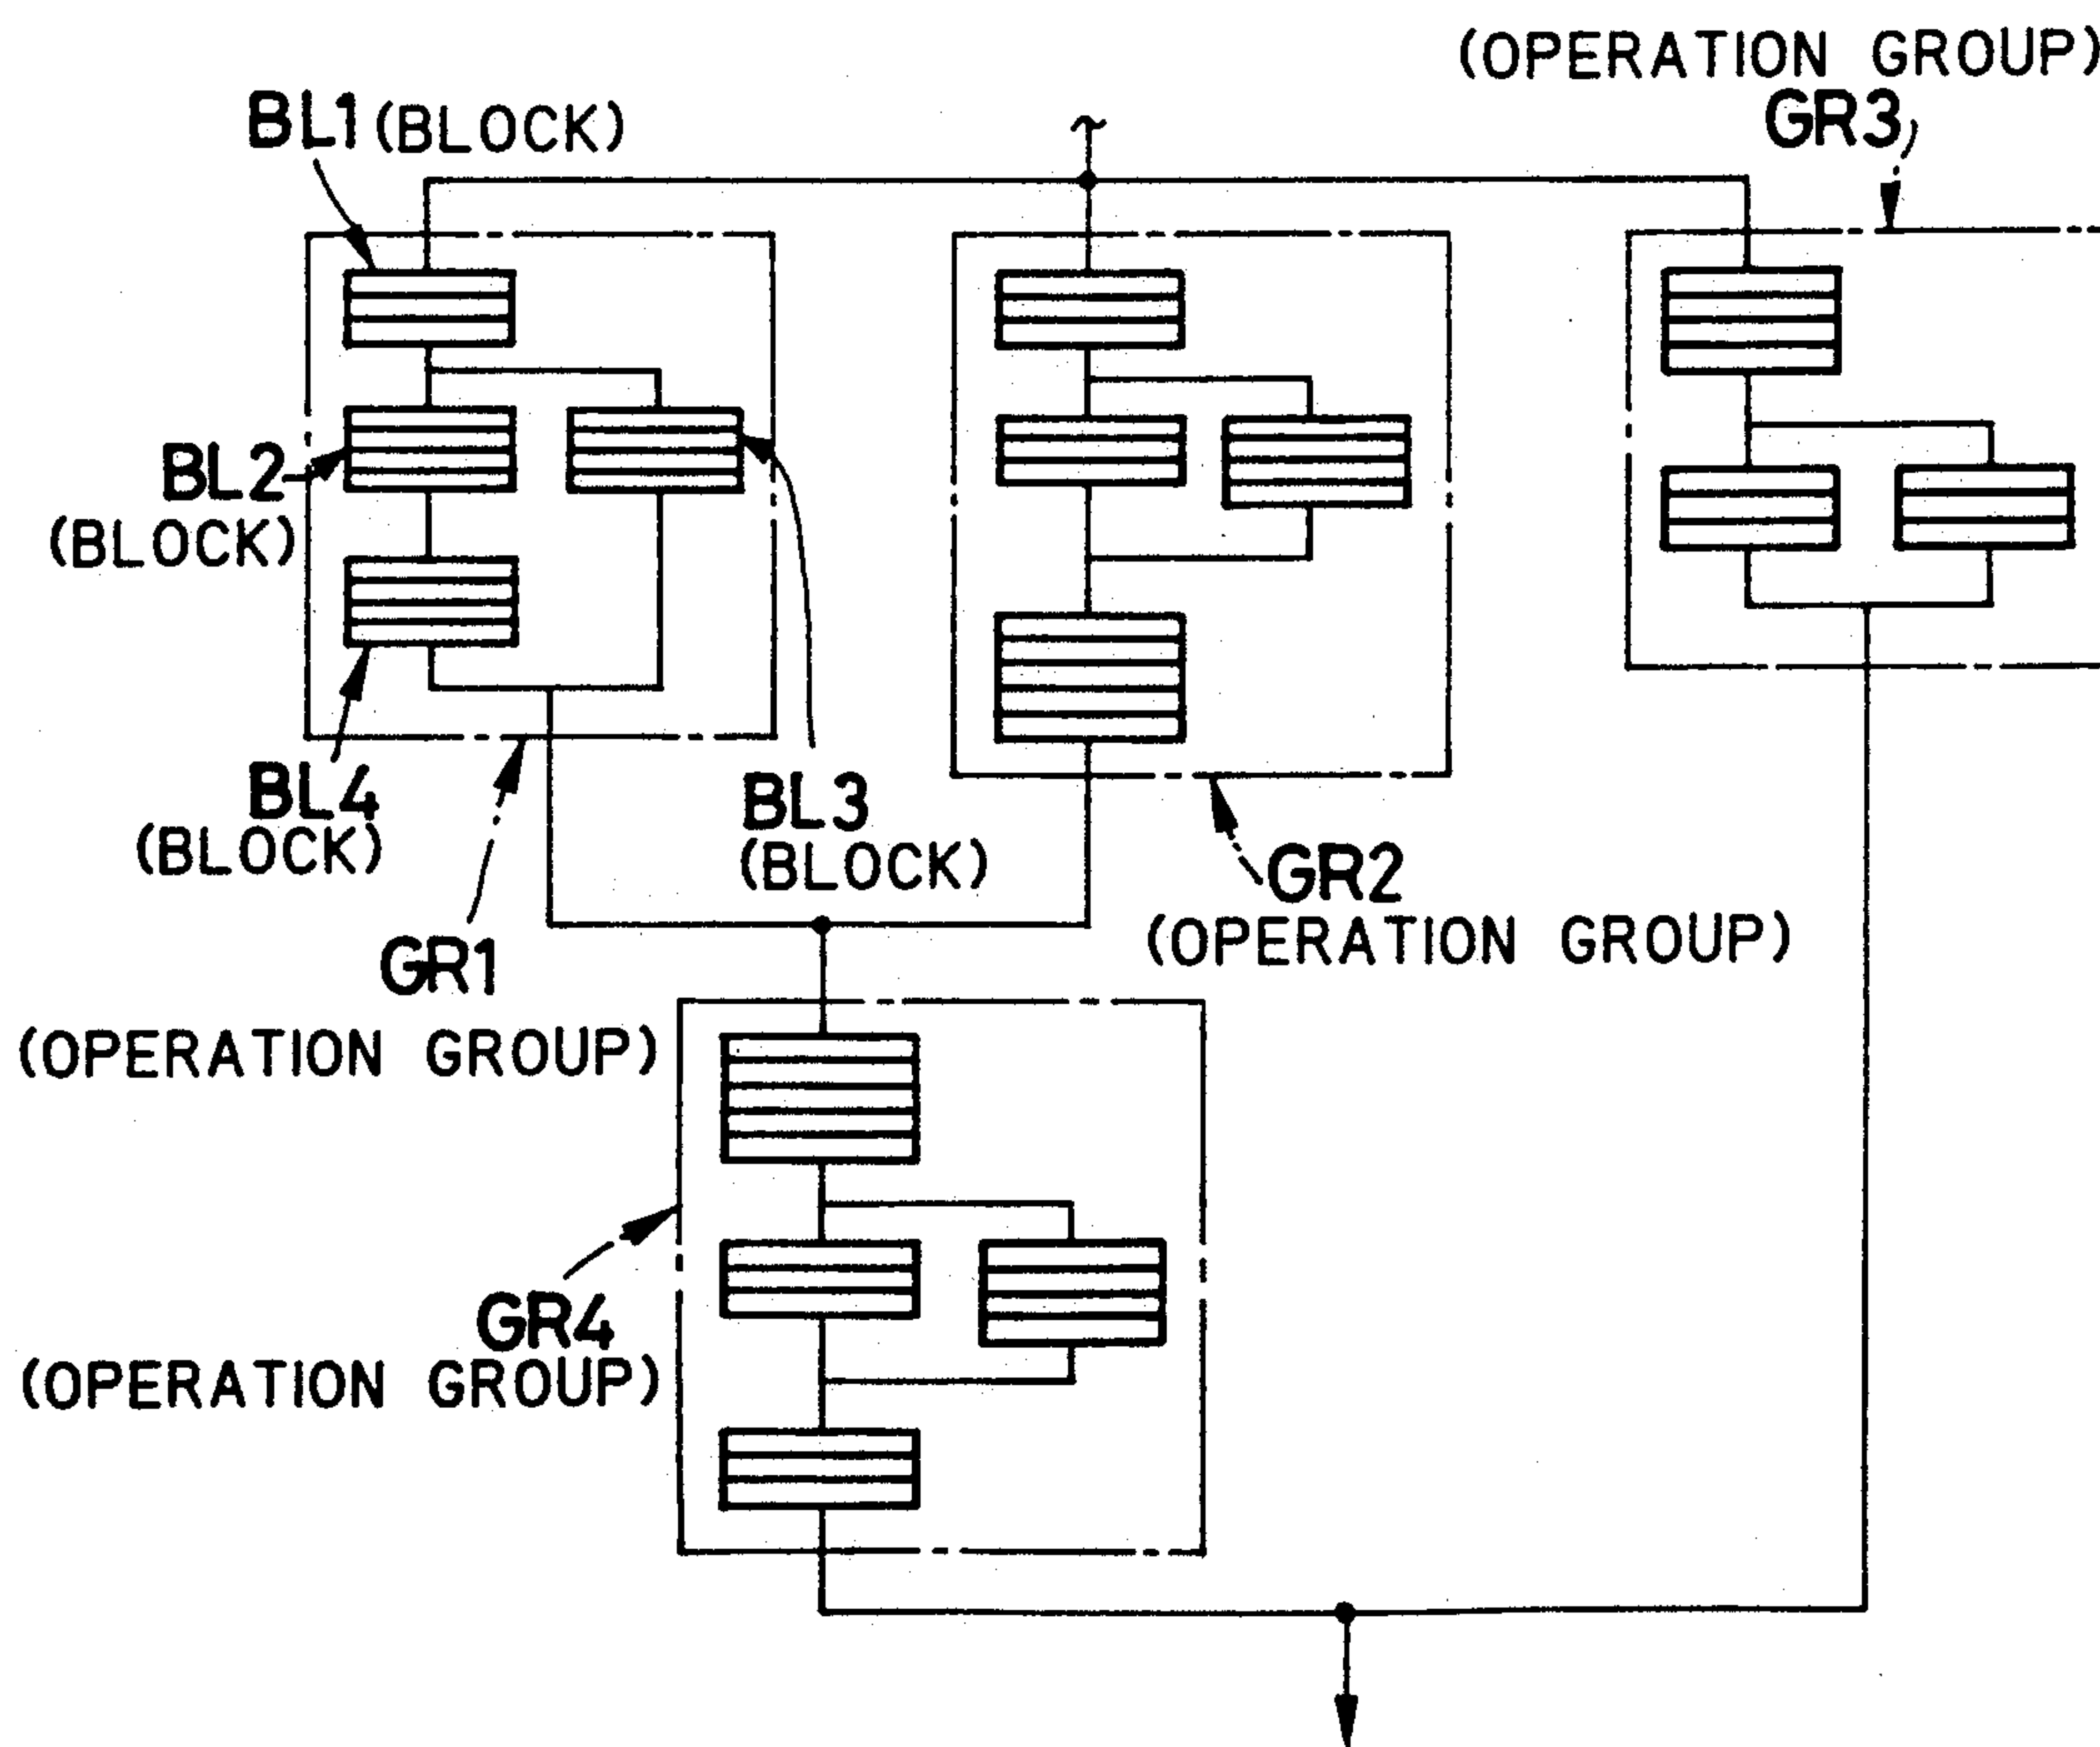 (OPERATION GROUP)
GR3
BL1 (BLOCK)
BL2
(BLOCK)
BL4
(BLOCK)
BL3
(BLOCK)
GR2
(OPERATION GROUP)
GR1
(OPERATION GROUP)
GR4
(OPERATION GROUP)